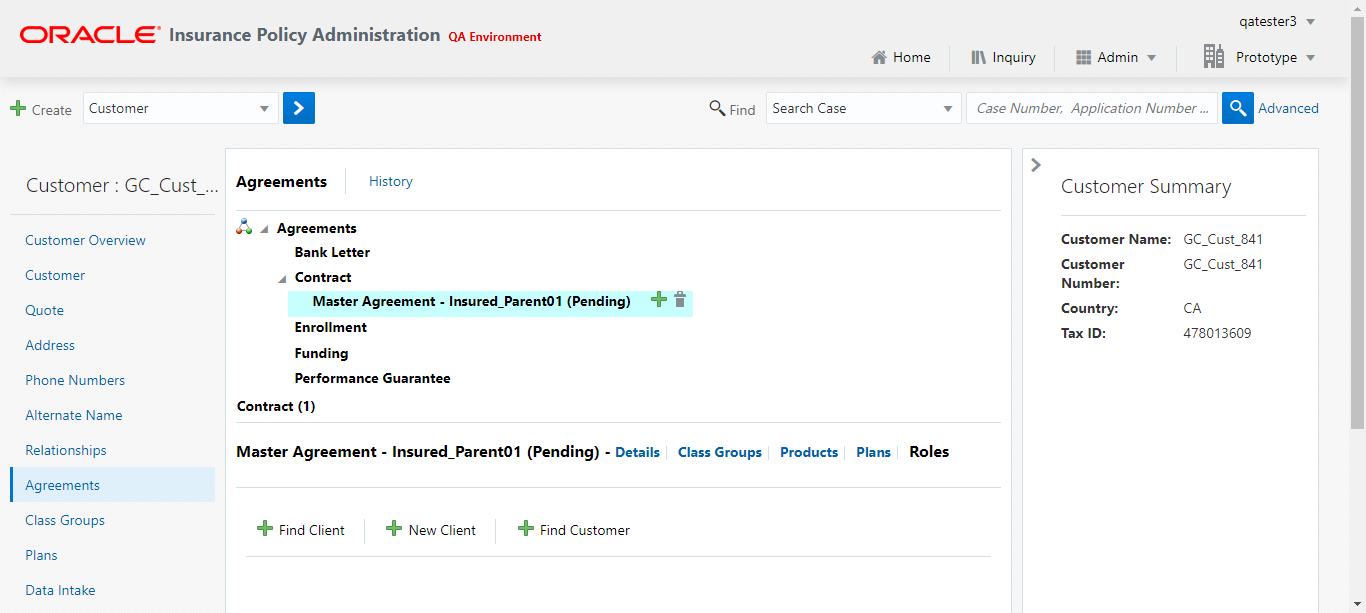 ORACLE Insurance Policy Administration QA Environment
qatester3
Home Inquiry Admin Prototype
Create Customer
Find Search Case Case Number, Application Number ... Advanced
Customer : GC_Cust_...
Customer Overview
Customer
Quote
Address
Phone Numbers
Alternate Name
Relationships
Agreements
Class Groups
Plans
Data Intake
Agreements History
Agreements
Bank Letter
Contract
Master Agreement - Insured_Parent01 (Pending)
Enrollment
Funding
Performance Guarantee
Contract (1)
Master Agreement - Insured_Parent01 (Pending) - Details Class Groups Products Plans Roles
Find Client New Client Find Customer
Customer Summary
Customer Name: GC_Cust_841
Customer GC_Cust_841
Number:
Country: CA
Tax ID: 478013609